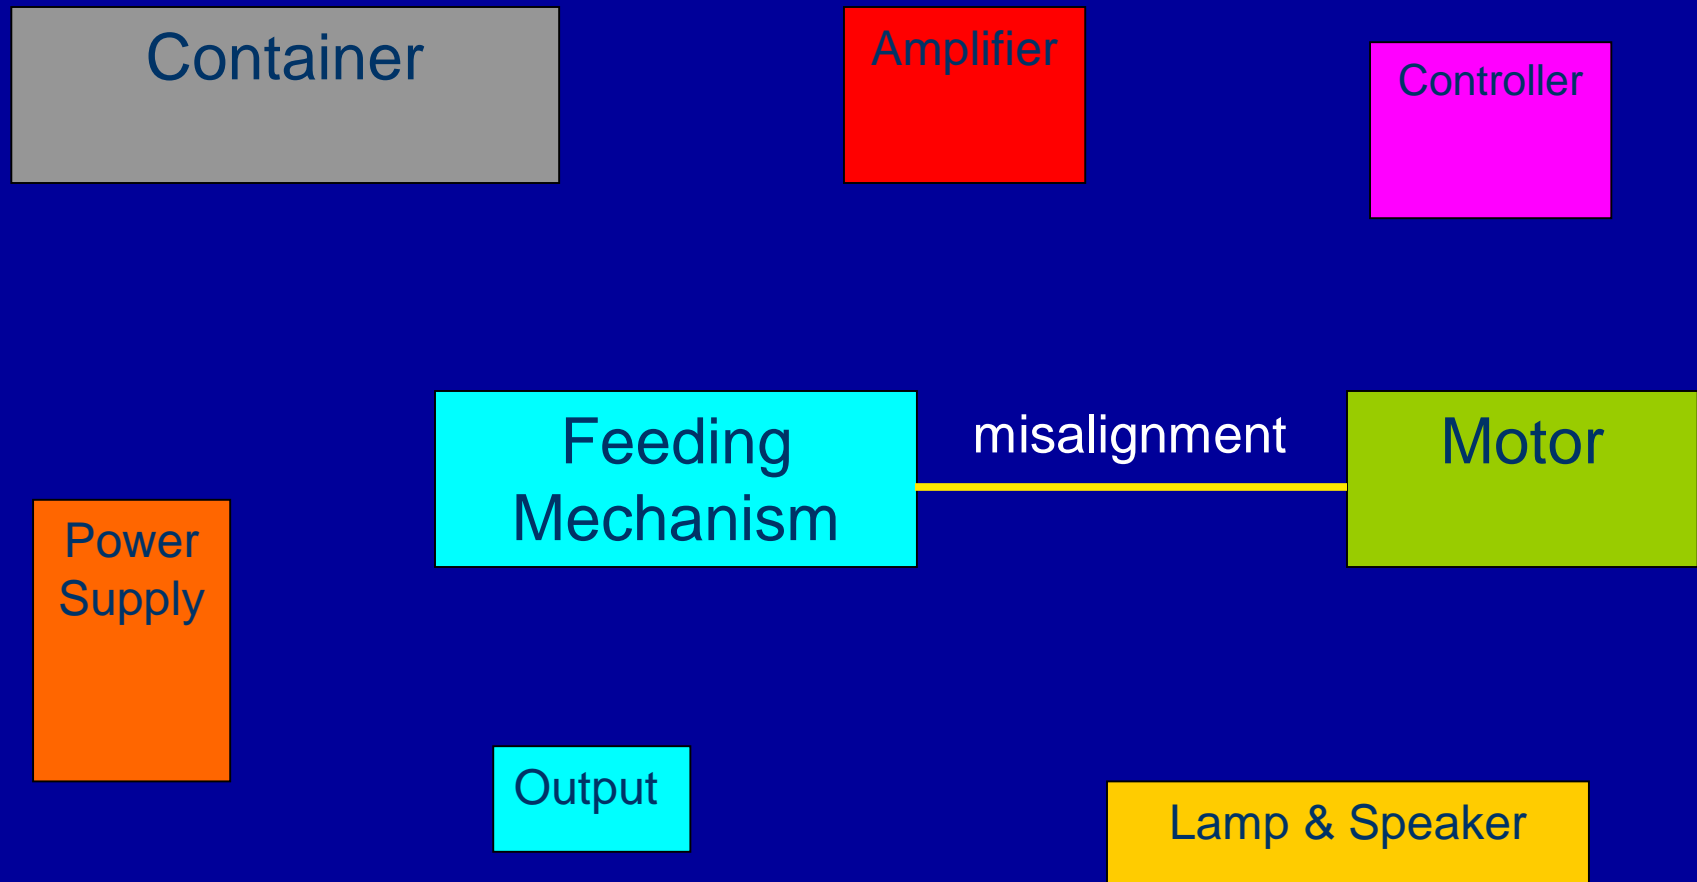 Container
Amplifier
Controller
Feeding
Mechanism
misalignment
Motor
Power
Supply
Output
Lamp & Speaker